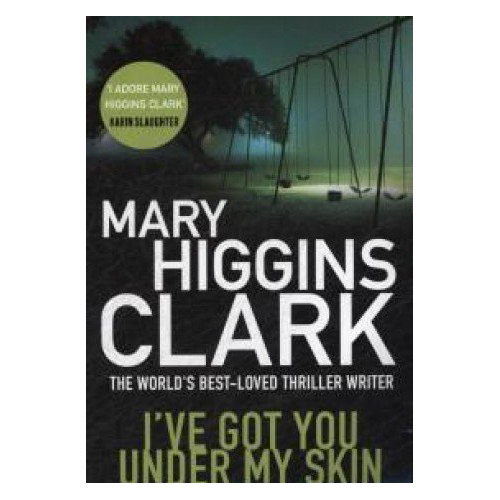 'I ADORE MARY
HIGGINS CLARK'
KARIN SLAUGHTER
MARY
HIGGINS
CLARK
THE WORLD'S BEST-LOVED THRILLER WRITER
I'VE GOT YOU
UNDER MY SKIN